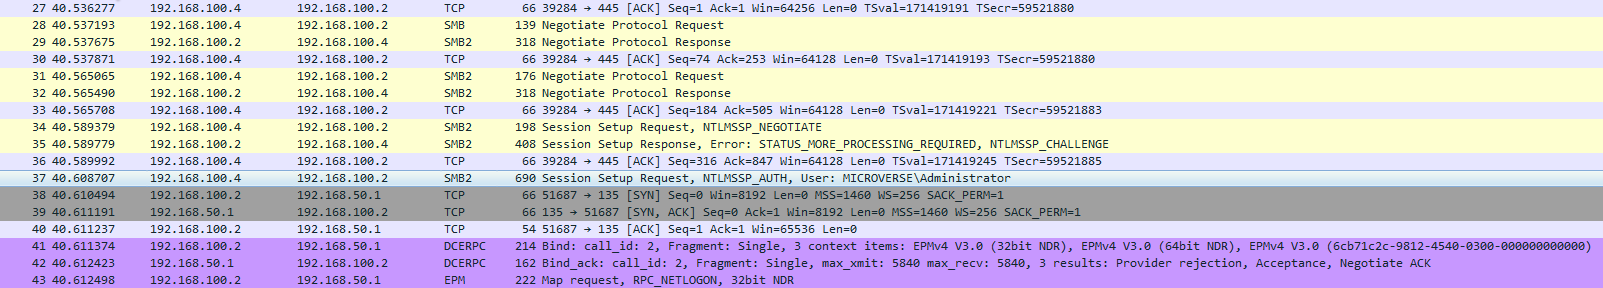 27 40.536277 192.168.100.4 192.168.100.2 TCP 66 39284 → 445 [ACK] Seq=1 Ack=1 Win=64256 Len=0 TSval=171419191 TSecr=59521880
28 40.537193 192.168.100.4 192.168.100.2 SMB 139 Negotiate Protocol Request
29 40.537675 192.168.100.2 192.168.100.4 SMB2 318 Negotiate Protocol Response
30 40.537871 192.168.100.4 192.168.100.2 TCP 66 39284 → 445 [ACK] Seq=74 Ack=253 Win=64128 Len=0 TSval=171419193 TSecr=59521880
31 40.565065 192.168.100.4 192.168.100.2 SMB2 176 Negotiate Protocol Request
32 40.565490 192.168.100.2 192.168.100.4 SMB2 318 Negotiate Protocol Response
33 40.565708 192.168.100.4 192.168.100.2 TCP 66 39284 → 445 [ACK] Seq=184 Ack=505 Win=64128 Len=0 TSval=171419221 TSecr=59521883
34 40.589379 192.168.100.4 192.168.100.2 SMB2 198 Session Setup Request, NTLMSSP_NEGOTIATE
35 40.589779 192.168.100.2 192.168.100.4 SMB2 408 Session Setup Response, Error: STATUS_MORE_PROCESSING_REQUIRED, NTLMSSP_CHALLENGE
36 40.589992 192.168.100.4 192.168.100.2 TCP 66 39284 → 445 [ACK] Seq=316 Ack=847 Win=64128 Len=0 TSval=171419245 TSecr=59521885
37 40.608707 192.168.100.4 192.168.100.2 SMB2 690 Session Setup Request, NTLMSSP_AUTH, User: MICROVERSE\Administrator
38 40.610494 192.168.100.2 192.168.50.1 TCP 66 51687 → 135 [SYN] Seq=0 Win=8192 Len=0 MSS=1460 WS=256 SACK_PERM=1
39 40.611191 192.168.50.1 192.168.100.2 TCP 66 135 → 51687 [SYN, ACK] Seq=0 Ack=1 Win=8192 Len=0 MSS=1460 WS=256 SACK_PERM=1
40 40.611237 192.168.100.2 192.168.50.1 TCP 54 51687 → 135 [ACK] Seq=1 Ack=1 Win=65536 Len=0
41 40.611374 192.168.100.2 192.168.50.1 DCERPC 214 Bind: call_id: 2, Fragment: Single, 3 context items: EPMv4 V3.0 (32bit NDR), EPMv4 V3.0 (64bit NDR), EPMv4 V3.0 (6cb71c2c-9812-4540-0300-000000000000)
42 40.612423 192.168.50.1 192.168.100.2 DCERPC 162 Bind_ack: call_id: 2, Fragment: Single, max_xmit: 5840 max_recv: 5840, 3 results: Provider rejection, Acceptance, Negotiate ACK
43 40.612498 192.168.100.2 192.168.50.1 EPM 222 Map request, RPC_NETLOGON, 32bit NDR